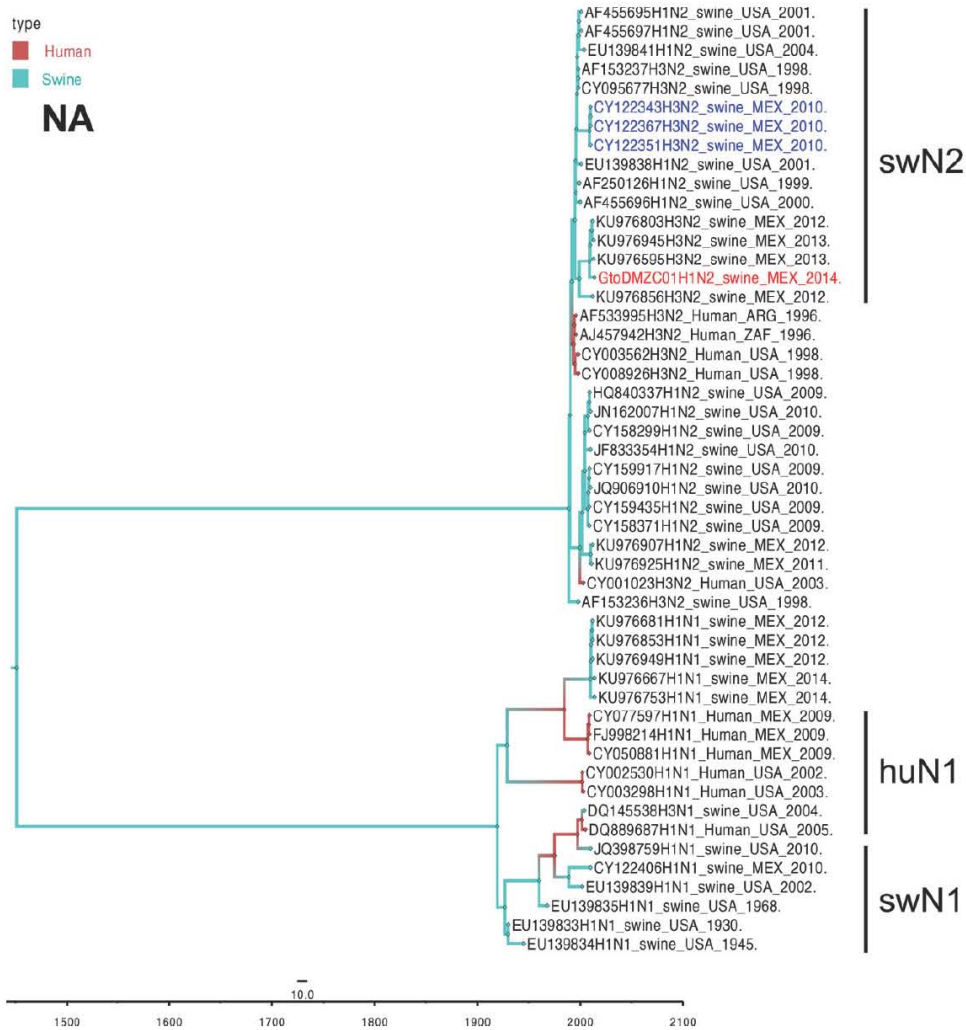 type
Human
Swine
NA
AF455695H1N2_swine_USA_2001.
AF455697H1N2_swine_USA_2001.
EU139841H1N2_swine_USA_2004.
AF153237H3N2_swine_USA_1998.
CY095677H3N2_swine_USA_1998.
CY122343H3N2_swine_MEX_2010.
CY122367H3N2_swine_MEX_2010.
CY122351H3N2_swine_MEX_2010.
EU139838H1N2_swine_USA_2001.
AF250126H1N2_swine_USA_1999.
AF455696H1N2_swine_USA_2000.
KU976803H3N2_swine_MEX_2012.
KU976945H3N2_swine_MEX_2013.
KU976595H3N2_swine_MEX_2013.
GtoDMZC01H1N2_swine_MEX_2014.
KU976856H3N2_swine_MEX_2012.
swN2
AF533995H3N2_Human_ARG_1996.
AJ457942H3N2_Human_ZAF_1996.
CY003562H3N2_Human_USA_1998.
CY008926H3N2_Human_USA_1998.
HQ840337H1N2_swine_USA_2009.
JN162007H1N2_swine_USA_2010.
CY158299H1N2_swine_USA_2009.
JF833354H1N2_swine_USA_2010.
CY159917H1N2_swine_USA_2009.
JQ906910H1N2_swine_USA_2010.
CY159435H1N2_swine_USA_2009.
CY158371H1N2_swine_USA_2009.
KU976907H1N2_swine_MEX_2012.
KU976925H1N2_swine_MEX_2011.
CY001023H3N2_Human_USA_2003.
AF153236H3N2_swine_USA_1998.
KU976681H1N1_swine_MEX_2012.
KU976853H1N1_swine_MEX_2012.
KU976949H1N1_swine_MEX_2012.
KU976667H1N1_swine_MEX_2014.
KU976753H1N1_swine_MEX_2014.
CY077597H1N1_Human_MEX_2009.
FJ998214H1N1_Human_MEX_2009.
CY050881H1N1_Human_MEX_2009.
CY002530H1N1_Human_USA_2002.
CY003298H1N1_Human_USA_2003.
DQ145538H3N1_swine_USA_2004.
DQ889687H1N1_Human_USA_2005.
huN1
JQ398759H1N1_swine_USA_2010.
CY122406H1N1_swine_MEX_2010.
EU139839H1N1_swine_USA_2002.
EU139835H1N1_swine_USA_1968.
EU139833H1N1_swine_USA_1930.
EU139834H1N1_swine_USA_1945.
swN1
10.0
1500 1600 1700 1800 1900 2000 2100